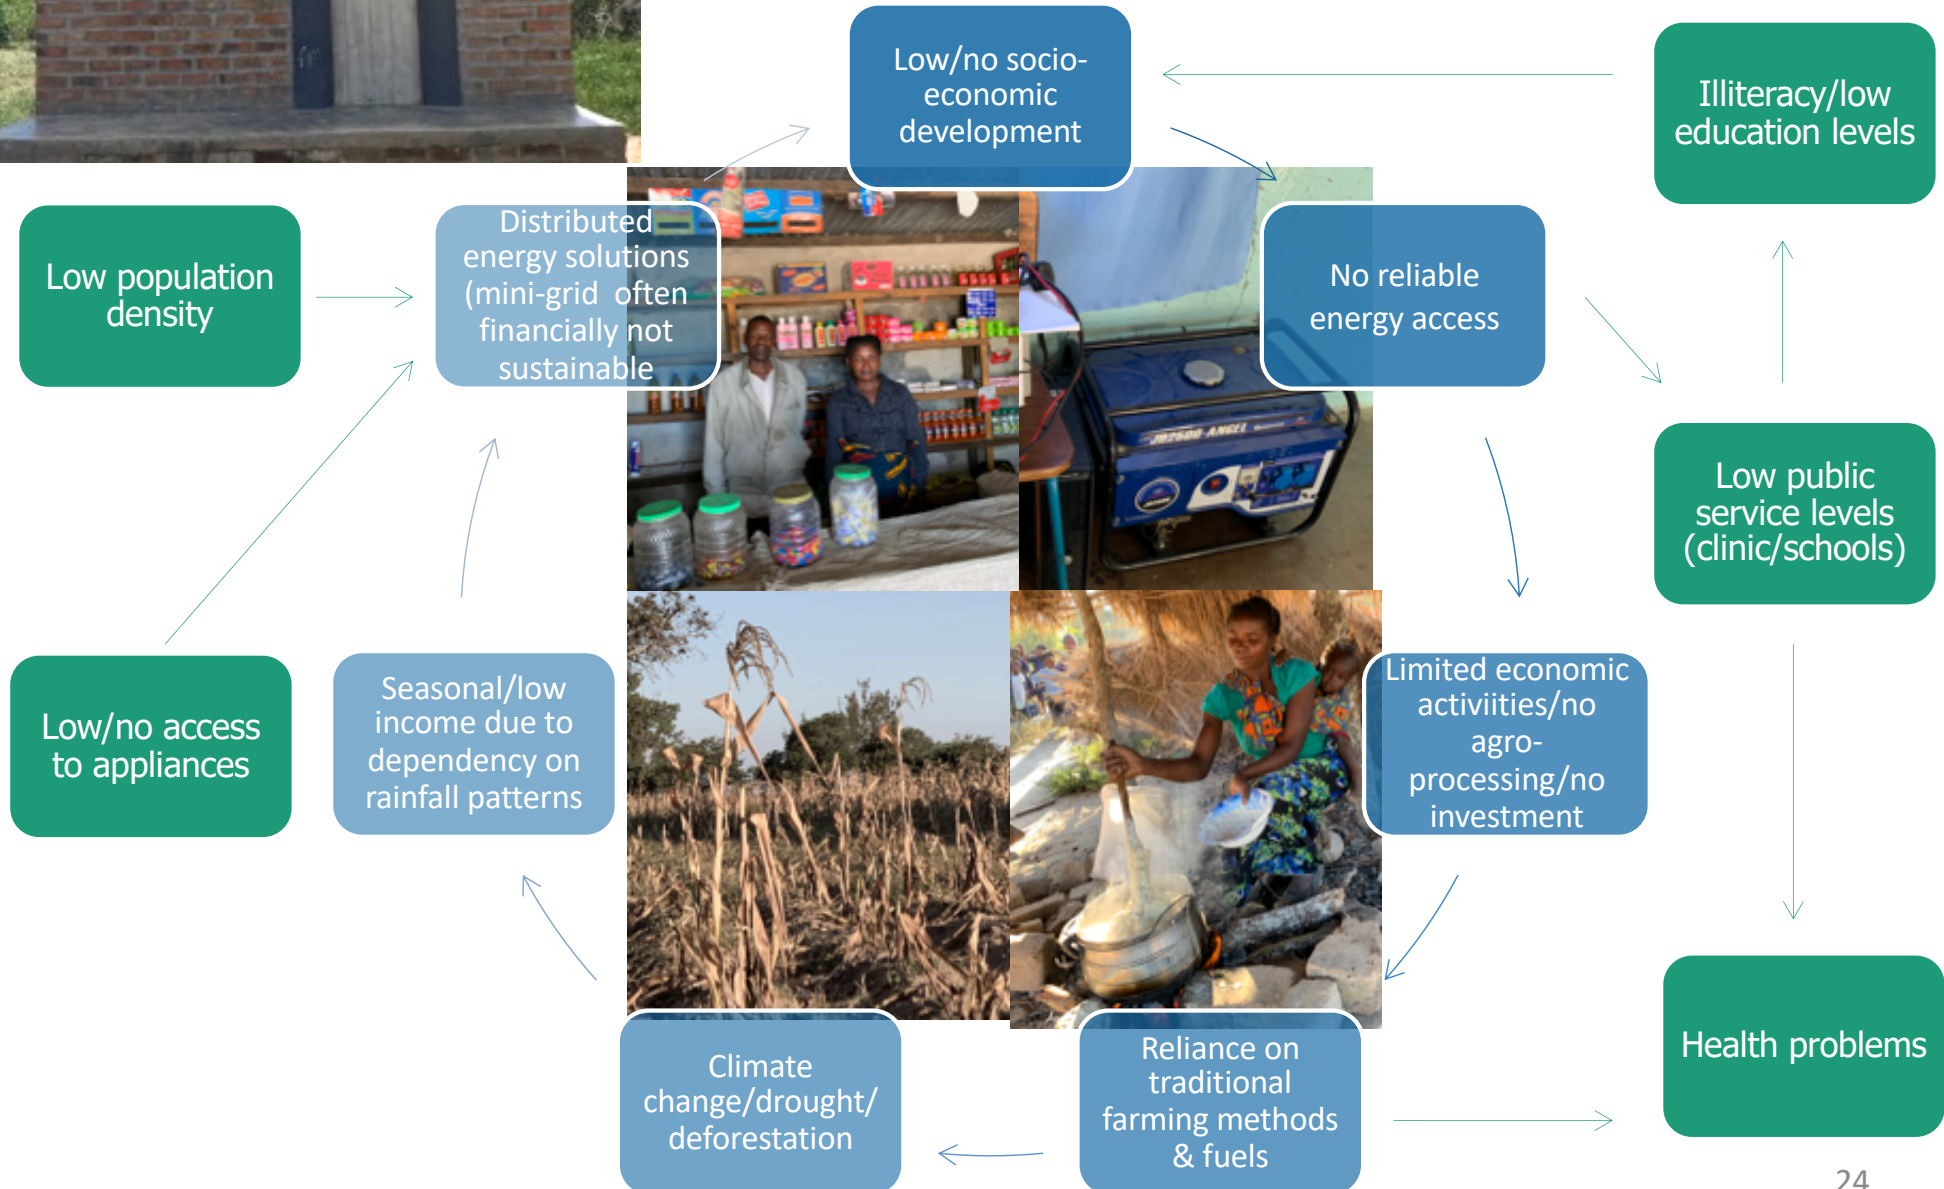 Low/no socio-
economic
development
Illiteracy/low
education levels
Low population
density
Distributed
energy solutions
(mini-grid often
financially not
sustainable
No reliable
energy access
JD2500-ANGEL
Low public
service levels
(clinic/schools)
Low/no access
to appliances
Seasonal/low
income due to
dependency on
rainfall patterns
Limited economic
activiities/no
agro-
processing/no
investment
Climate
change/drought/
deforestation
Reliance on
traditional
farming methods
& fuels
Health problems
24